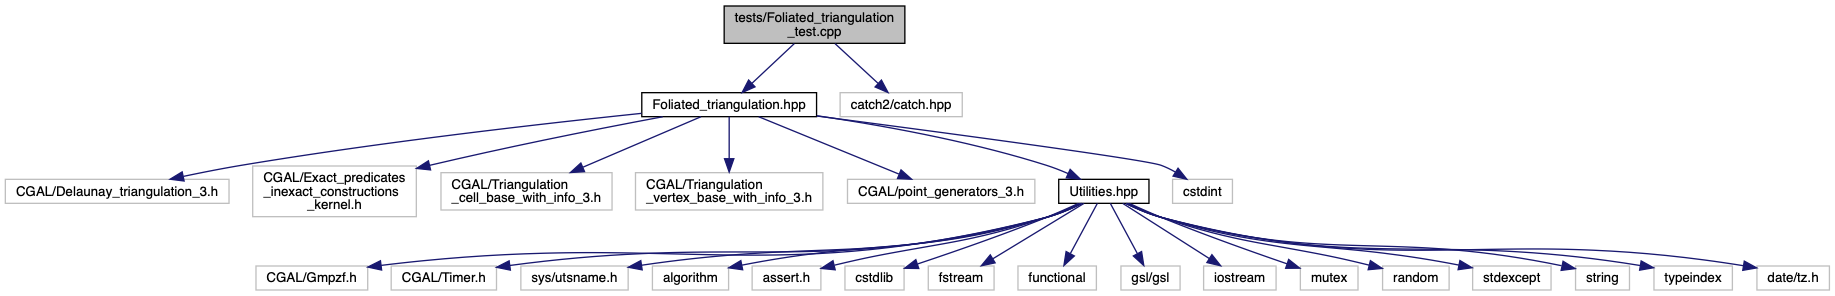 tests/Foliated_triangulation
_test.cpp
Foliated_triangulation.hpp
catch2/catch.hpp
CGAL/Delaunay_triangulation_3.h
CGAL/Exact_predicates
_inexact_constructions
_kernel.h
CGAL/Triangulation
_cell_base_with_info_3.h
CGAL/Triangulation
_vertex_base_with_info_3.h
CGAL/point_generators_3.h
Utilities.hpp
cstdint
CGAL/Gmpzf.h
CGAL/Timer.h
sys/utsname.h
algorithm
assert.h
cstdlib
fstream
functional
gsl/gsl
iostream
mutex
random
stdexcept
string
typeindex
date/tz.h